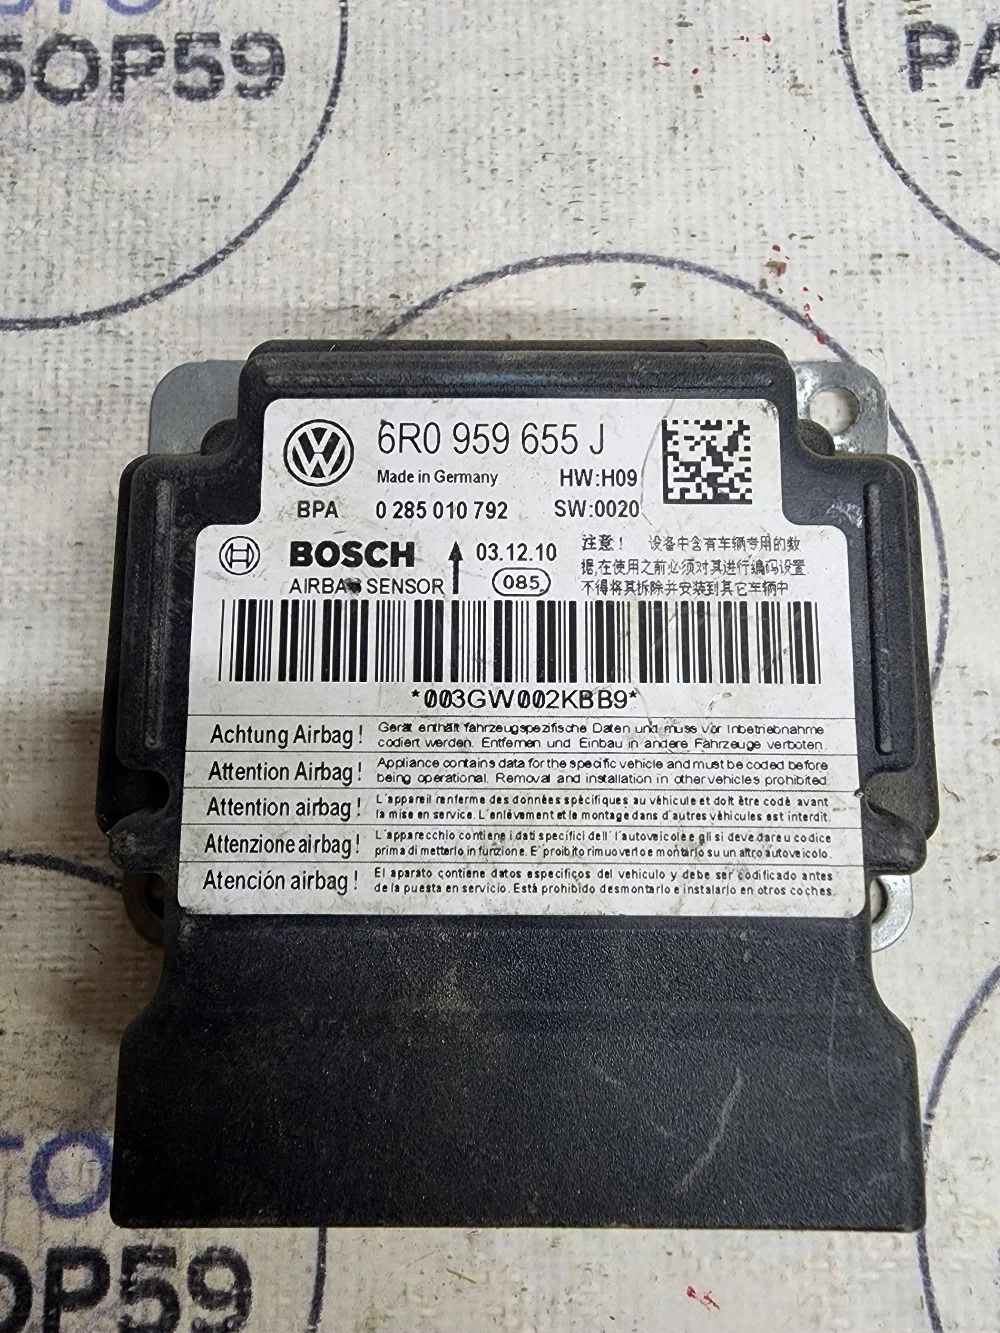 5OP59
РА
6R0 959 655 J
Made in Germany HW:H09
BPA 0 285 010 792 SW:0020
BOSCH 03.12.10
AIRBAG SENSOR 085
注意! 设备中含有车辆专用的数
据,在使用之前必须对其进行编码设置
不得将其拆除并安装到其它车辆中
*003GW002KBB9*
Achtung Airbag! Gerät enthält fahrzeugspezifische Daten und muss vor Inbetriebnahme
codiert werden. Entfernen und Einbau in andere Fahrzeuge verboten.
Attention Airbag! Appliance contains data for the specific vehicle and must be coded before
being operational. Removal and installation in other vehicles prohibited.
Attention airbag! L'appareil renferme des données spécifiques au véhicule et doit être codé avant
la mise en service. L'enlèvement et le montage dans d'autres véhicules est interdit.
Attenzione airbag! L'apparecchio contiene i dati specifici dell' l'autoveicolo e gli si deve dare u codice
prima di metterlo in funzione. E' proibito rimuoverlo e montarlo su un altro autoveicolo.
Atención airbag! El aparato contiene datos específicos del vehículo y debe ser codificado antes
de la puesta en servicio. Está prohibido desmontarlo e instalarlo en otros coches.
ТО
ОР59